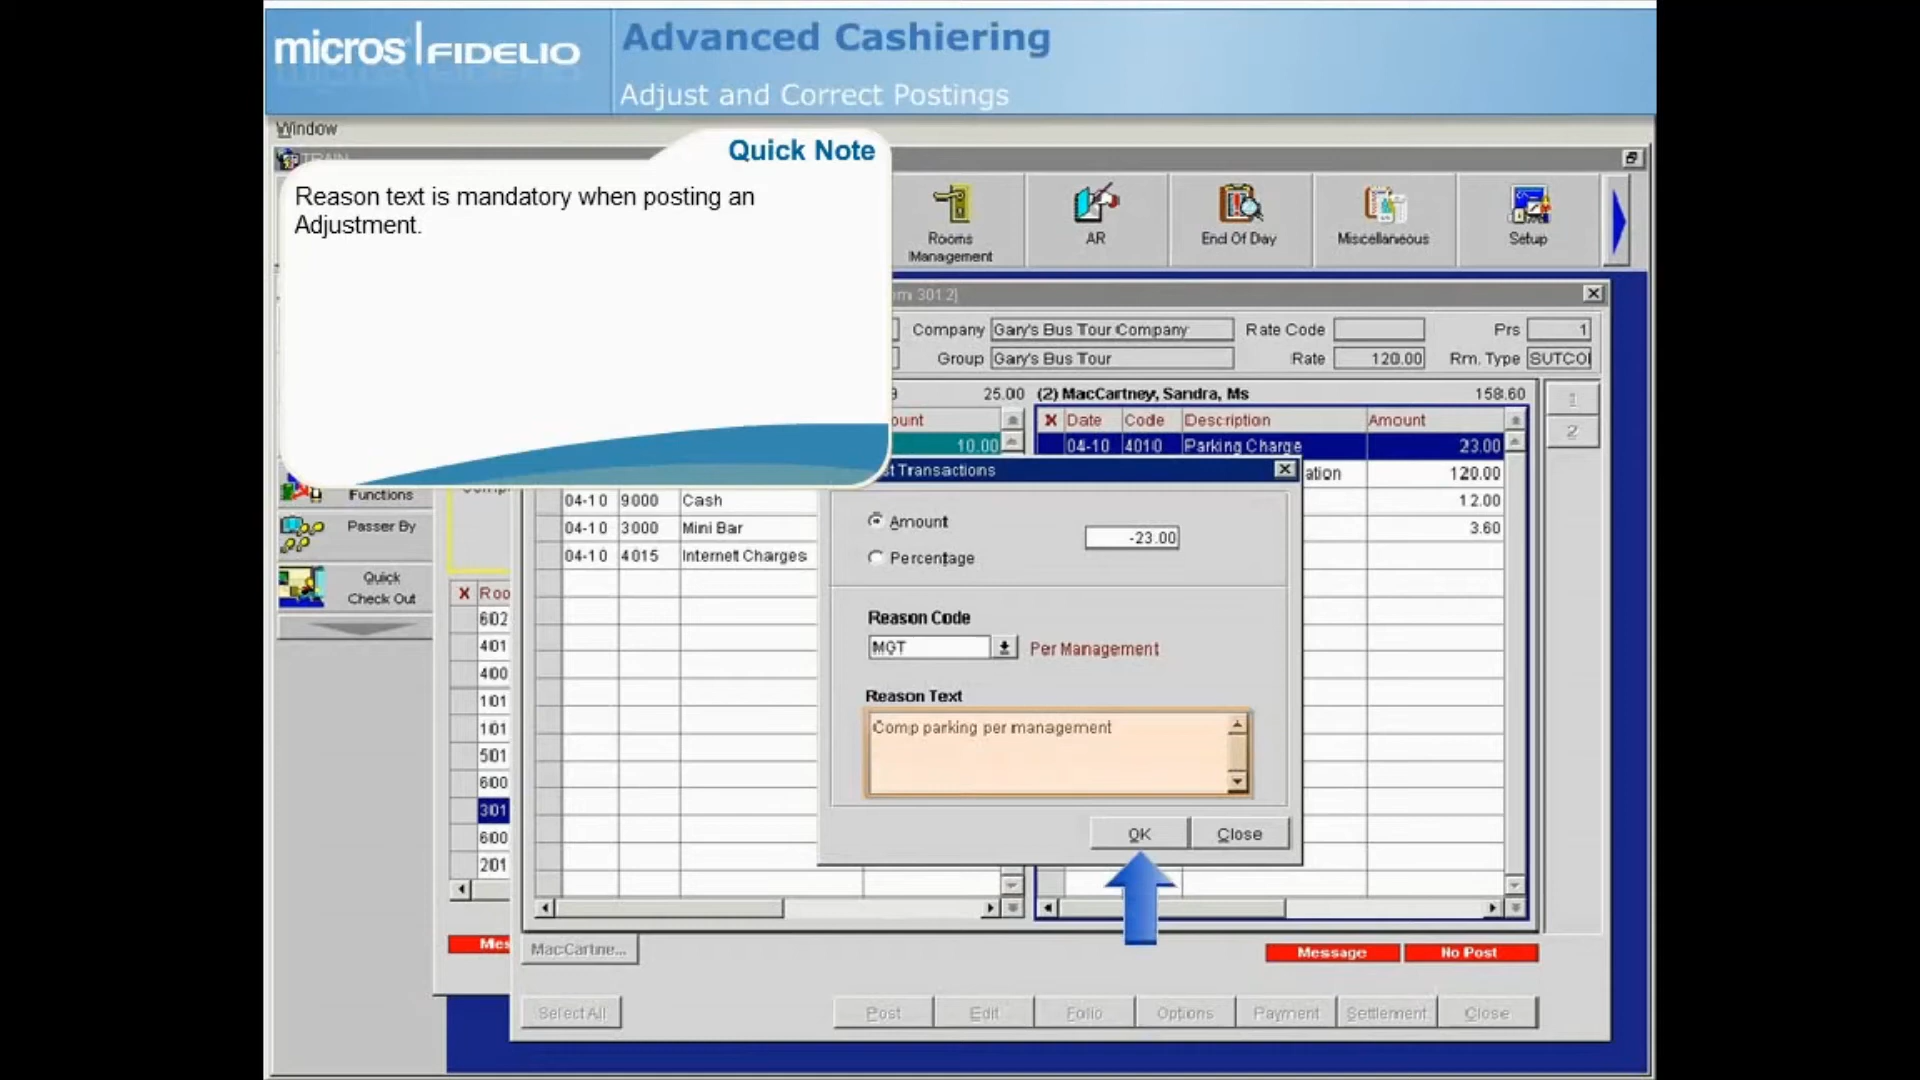 micros FIDELIO
Advanced Cashiering
Adjust and Correct Postings
Window
TRAIN
Quick Note
Reason text is mandatory when posting an
Adjustment.
Rooms
Management
AR
End Of Day
Miscellaneous
Setup
301 2]
Company Gary's Bus Tour Company Rate Code Prs 1
Group Gary's Bus Tour Rate 120.00 Rm. Type SUTCO
25.00 (2) MacCartney, Sandra, Ms 158.60
X Date Code Description Amount
10.00 04-10 4010 Parking Charge 23.00
Transactions
ation 120.00
Functions 04-10 9000 Cash 12.00
Passer By 04-10 3000 Mini Bar 3.60
04-10 4015 Internet Charges
Amount
-23.00
Percentage
Quick
Check Out
X Roo
602
401
400
101
101
501
600
301
600
201
Reason Code
MGT Per Management
Reason Text
Comp parking per management
OK Close
Mes MacCartne... Message No Post
Select All Post Edit Folio Options Payment Settlement Close
1
2